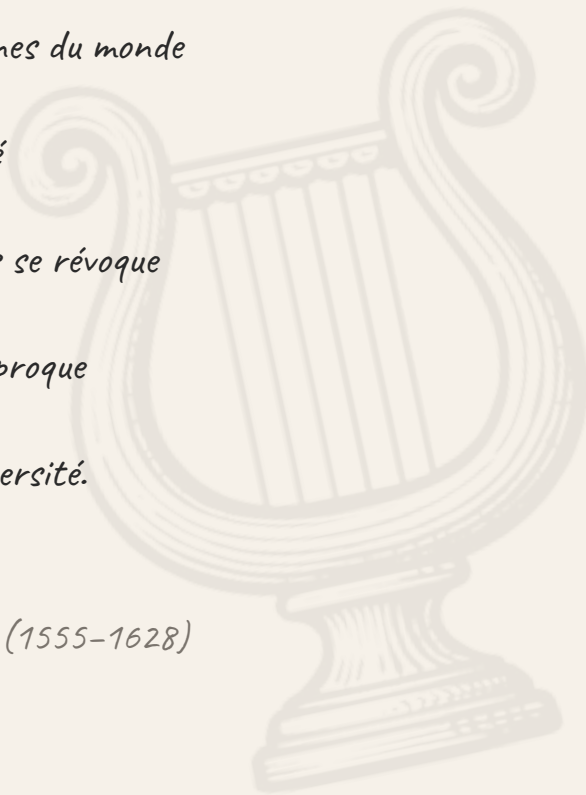 nes du monde
é
se révoque
proque
ersité.
(1555–1628)